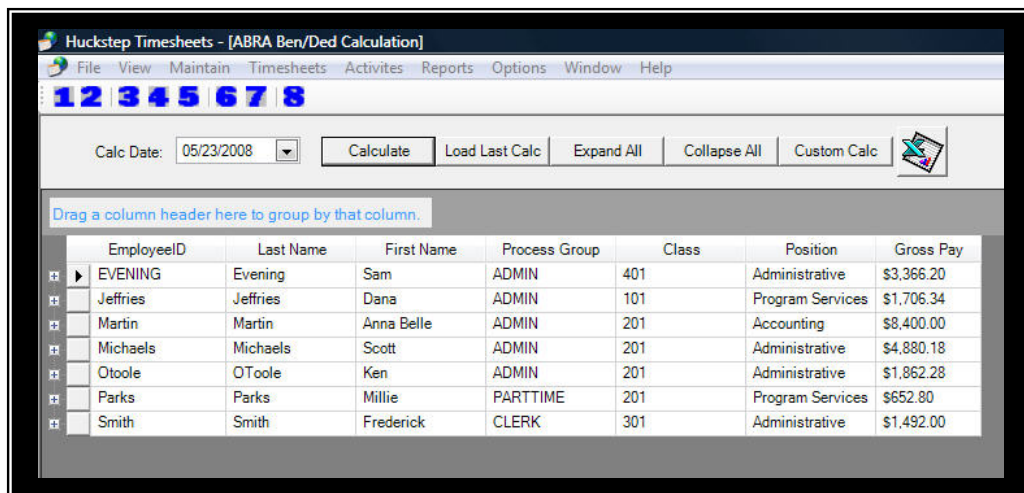 Huckstep Timesheets - [ABRA Ben/Ded Calculation]
File View Maintain Timesheets Activites Reports Options Window Help
1 2 3 4 5 6 7 8
Calc Date: 05/23/2008 Calculate Load Last Calc Expand All Collapse All Custom Calc
Drag a column header here to group by that column.
EmployeeID Last Name First Name Process Group Class Position Gross Pay
EVENING Evening Sam ADMIN 401 Administrative $3,366.20
Jeffries Jeffries Dana ADMIN 101 Program Services $1,706.34
Martin Martin Anna Belle ADMIN 201 Accounting $8,400.00
Michaels Michaels Scott ADMIN 201 Administrative $4,880.18
Otoole OToole Ken ADMIN 201 Administrative $1,862.28
Parks Parks Millie PARTTIME 201 Program Services $652.80
Smith Smith Frederick CLERK 301 Administrative $1,492.00